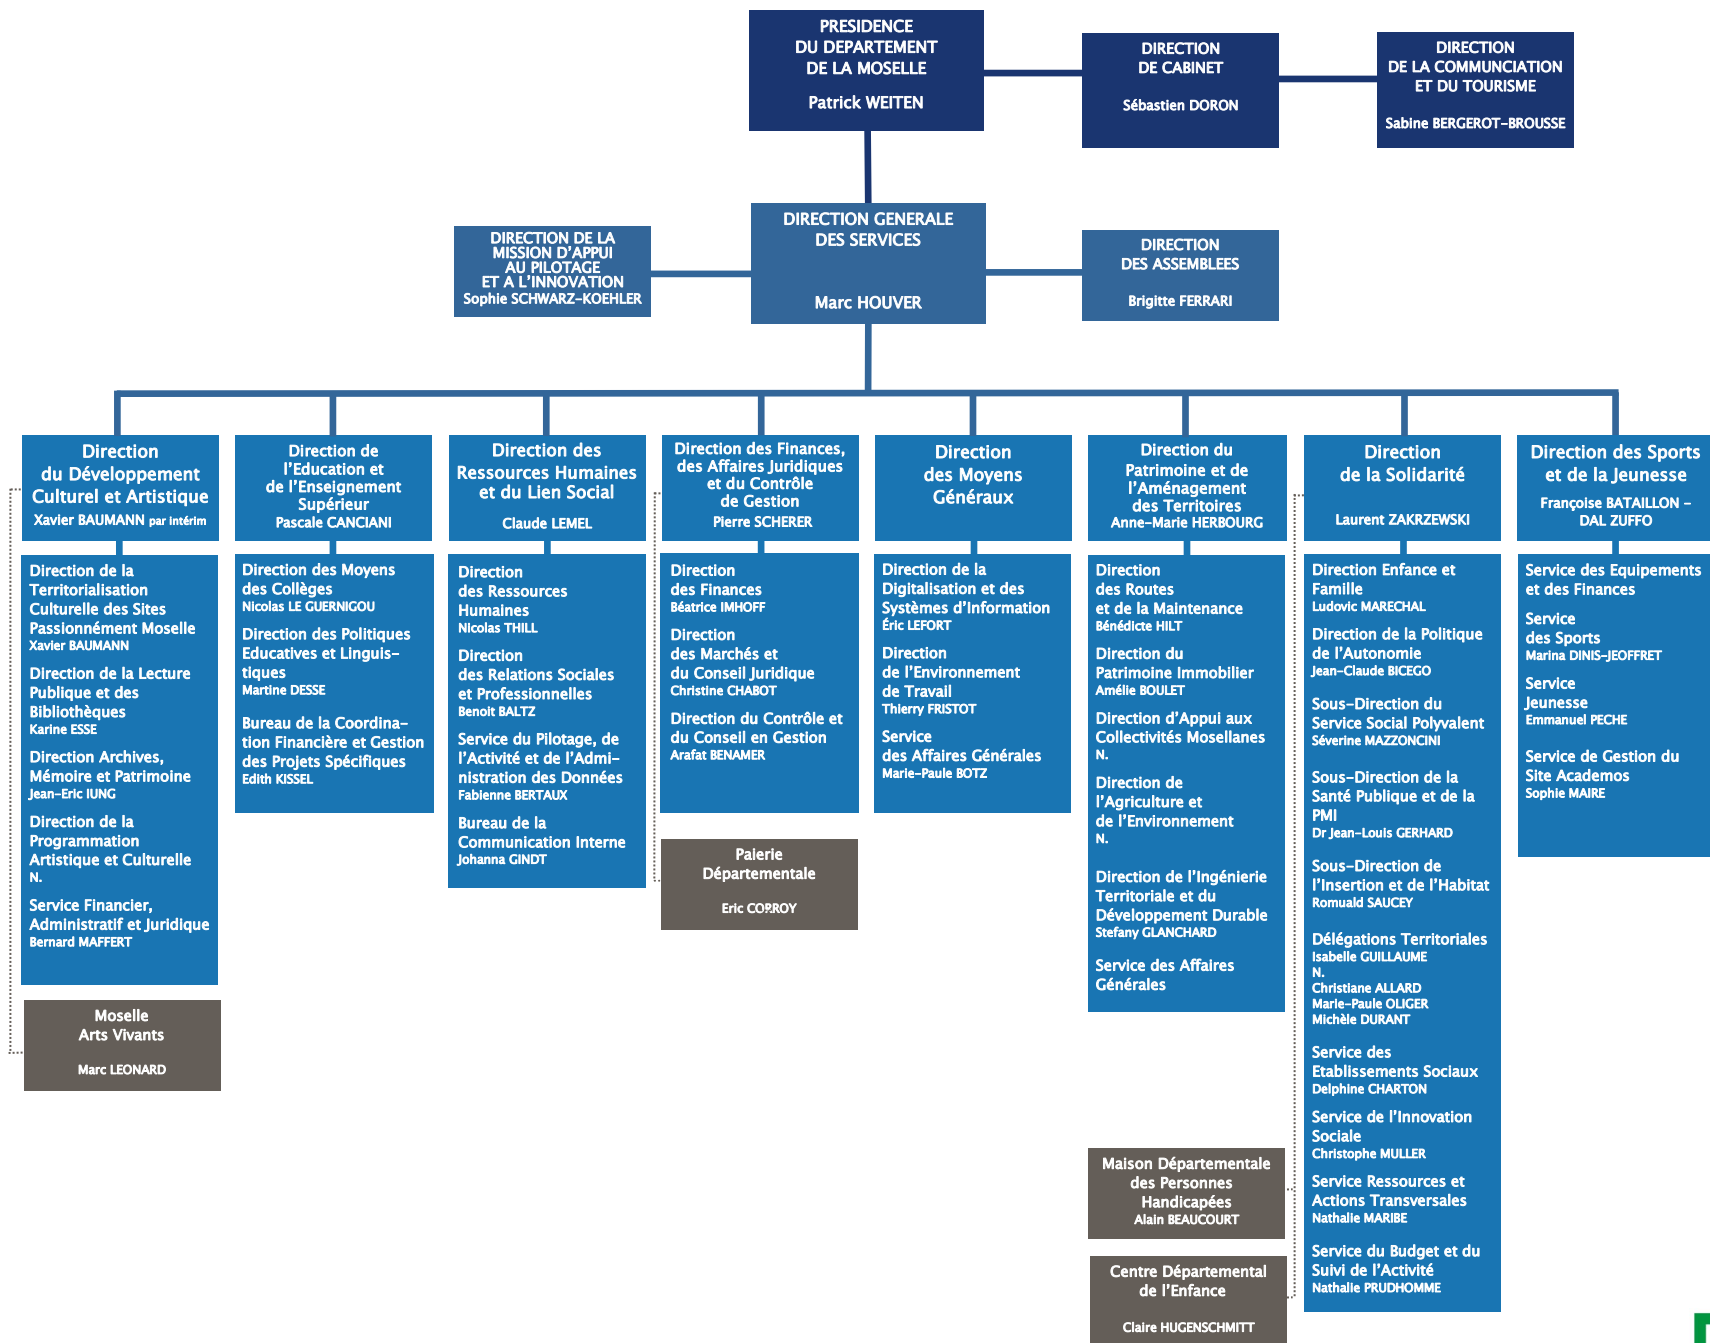 PRESIDENCE
DU DEPARTEMENT
DE LA MOSELLE
Patrick WEITEN
DIRECTION
DE CABINET
Sébastien DORON
DIRECTION
DE LA COMMUNCIATION
ET DU TOURISME
Sabine BERGEROT-BROUSSE
DIRECTION DE LA
MISSION D'APPUI
AU PILOTAGE
ET A L'INNOVATION
Sophie SCHWARZ-KOEHLER
DIRECTION GENERALE
DES SERVICES
Marc HOUVER
DIRECTION
DES ASSEMBLEES
Brigitte FERRARI
Direction
du Développement
Culturel et Artistique
Xavier BAUMANN par intérim
Direction de la
Territorialisation
Culturelle des Sites
Passionnément Moselle
Xavier BAUMANN
Direction de la Lecture
Publique et des
Bibliothèques
Karine ESSE
Direction Archives,
Mémoire et Patrimoine
Jean-Eric IUNG
Direction de la
Programmation
Artistique et Culturelle
N.
Service Financier,
Administratif et Juridique
Bernard MAFFERT
Moselle
Arts Vivants
Marc LEONARD
Direction de
l'Education et
de l'Enseignement
Supérieur
Pascale CANCIANI
Direction des Moyens
des Collèges
Nicolas LE GUERNIGOU
Direction des Politiques
Educatives et Linguis-
tiques
Martine DESSE
Bureau de la Coordina-
tion Financière et Gestion
des Projets Spécifiques
Edith KISSEL
Direction des
Ressources Humaines
et du Lien Social
Claude LEMEL
Direction
des Ressources
Humaines
Nicolas THILL
Direction
des Relations Sociales
et Professionnelles
Benoit BALTZ
Service du Pilotage, de
l'Activité et de l'Admi-
nistration des Données
Fabienne BERTAUX
Bureau de la
Communication Interne
Johanna GINDT
Direction des Finances,
des Affaires Juridiques
et du Contrôle
de Gestion
Pierre SCHERER
Direction
des Finances
Béatrice IMHOFF
Direction
des Marchés et
du Conseil Juridique
Christine CHABOT
Direction du Contrôle et
du Conseil en Gestion
Arafat BENAMER
Paierie
Départementale
Eric CORROY
Direction
des Moyens
Généraux
Direction de la
Digitalisation et des
Systèmes d'Information
Éric LEFORT
Direction
de l'Environnement
de Travail
Thierry FRISTOT
Service
des Affaires Générales
Marie-Paule BOTZ
Direction du
Patrimoine et de
l'Aménagement
des Territoires
Anne-Marie HERBOURG
Direction
des Routes
et de la Maintenance
Bénédicte HILT
Direction du
Patrimoine Immobilier
Amélie BOULET
Direction d'Appui aux
Collectivités Mosellanes
N.
Direction de
l'Agriculture et
de l'Environnement
N.
Direction de l'Ingénierie
Territoriale et du
Développement Durable
Stefany GLANCHARD
Service des Affaires
Générales
Maison Départementale
des Personnes
Handicapées
Alain BEAUCOURT
Centre Départemental
de l'Enfance
Claire HUGENSCHMITT
Direction
de la Solidarité
Laurent ZAKRZEWSKI
Direction Enfance et
Famille
Ludovic MARECHAL
Direction de la Politique
de l'Autonomie
Jean-Claude BICEGO
Sous-Direction du
Service Social Polyvalent
Séverine MAZZONCINI
Sous-Direction de la
Santé Publique et de la
PMI
Dr Jean-Louis GERHARD
Sous-Direction de
l'Insertion et de l'Habitat
Romuald SAUCEY
Délégations Territoriales
Isabelle GUILLAUME
N.
Christiane ALLARD
Marie-Paule OLIGER
Michèle DURANT
Service des
Etablissements Sociaux
Delphine CHARTON
Service de l'Innovation
Sociale
Christophe MULLER
Service Ressources et
Actions Transversales
Nathalie MARIBE
Service du Budget et du
Suivi de l'Activité
Nathalie PRUDHOMME
Direction des Sports
et de la Jeunesse
Françoise BATAILLON -
DAL ZUFFO
Service des Equipements
et des Finances
Service
des Sports
Marina DINIS-JEOFFRET
Service
Jeunesse
Emmanuel PECHE
Service de Gestion du
Site Academos
Sophie MAIRE